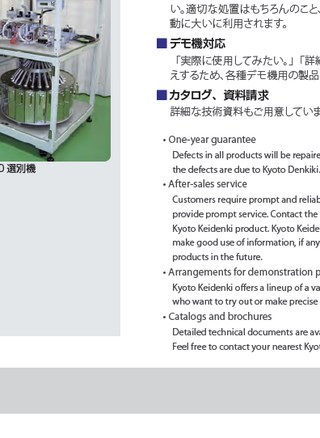 い。適切な処置はもちろんのこと、
動に大いに利用されます。
■デモ機対応
「実際に使用してみたい。」「詳
えするため、各種デモ機用の製品
■カタログ、資料請求
詳細な技術資料もご用意していま
選別機
• One-year guarantee
Defects in all products will be repaire
the defects are due to Kyoto Denkiki.
• After-sales service
Customers require prompt and reliab
provide prompt service. Contact the
Kyoto Keidenki product. Kyoto Keide
make good use of information, if any
products in the future.
• Arrangements for demonstration p
Kyoto Keidenki offers a lineup of a va
who want to try out or make precise
• Catalogs and brochures
Detailed technical documents are ava
Feel free to contact your nearest Kyot